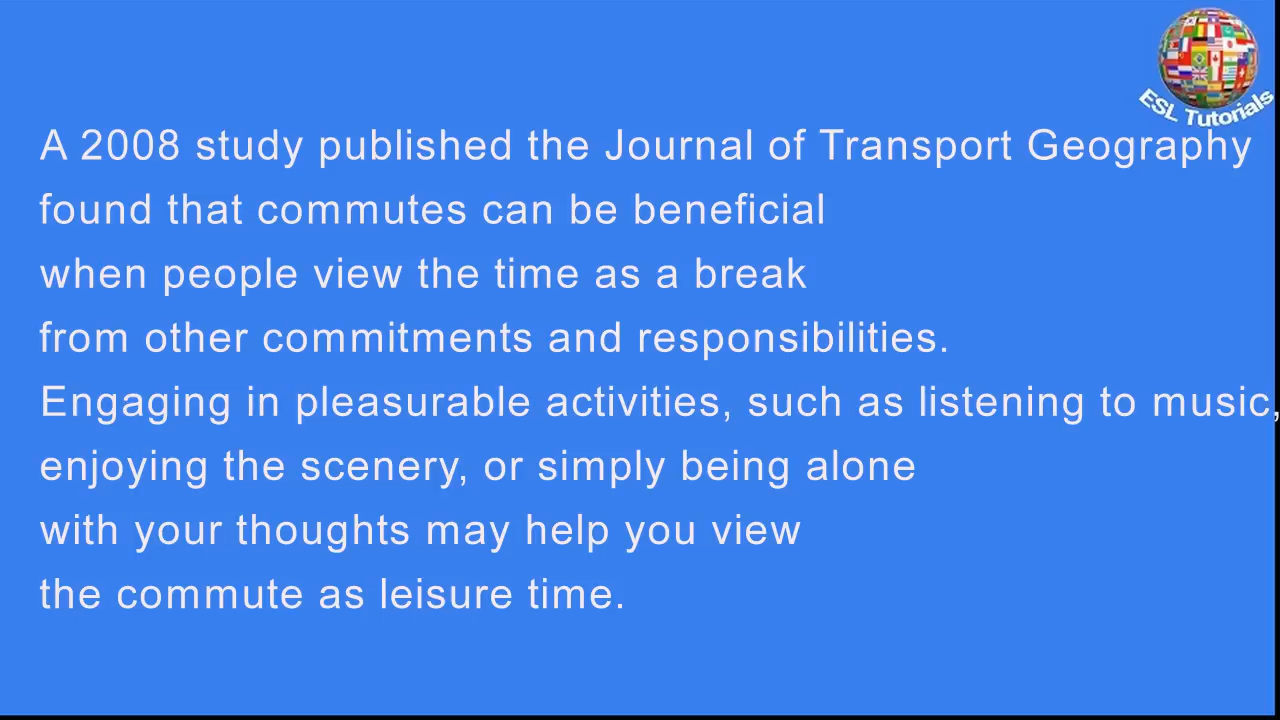 ESL Tutorials
A 2008 study published the Journal of Transport Geography
found that commutes can be beneficial
when people view the time as a break
from other commitments and responsibilities.
Engaging in pleasurable activities, such as listening to music,
enjoying the scenery, or simply being alone
with your thoughts may help you view
the commute as leisure time.